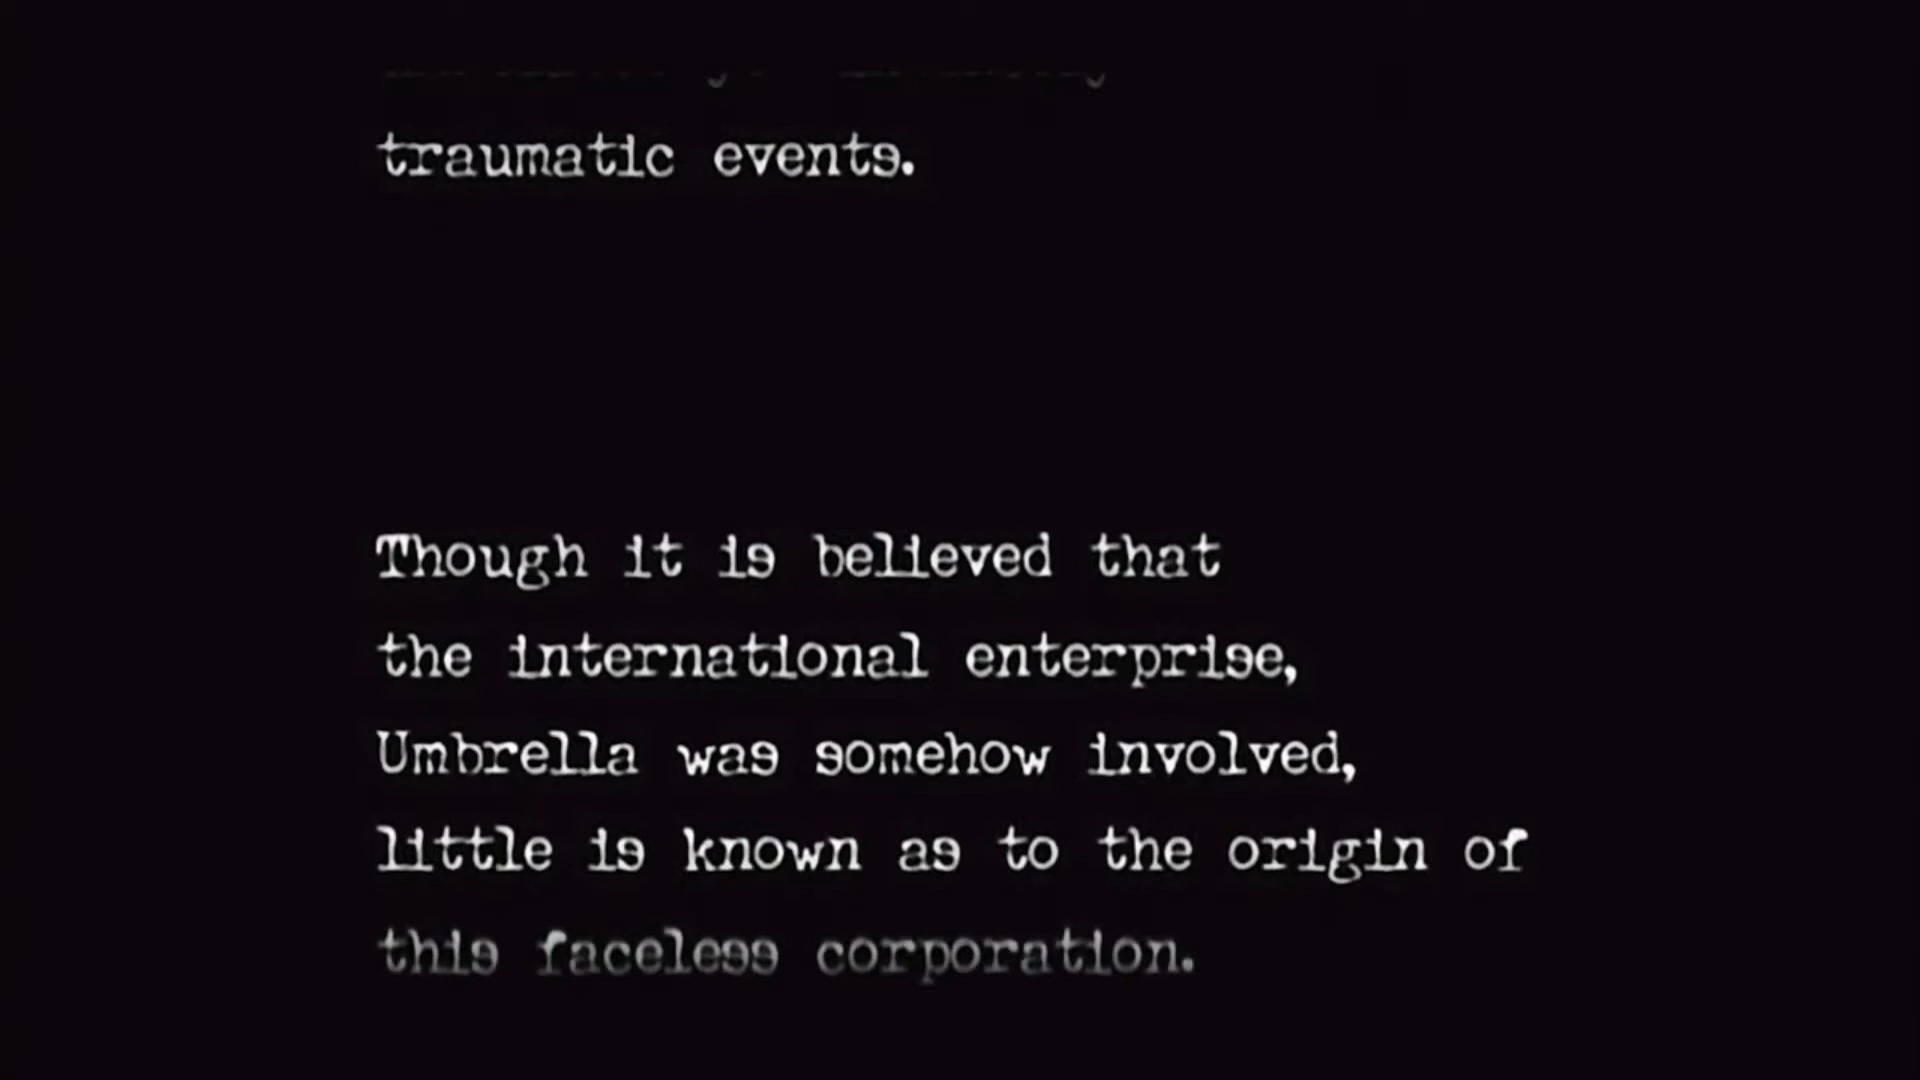 traumatic events.
Though it is believed that
the international enterprise,
Umbrella was somehow involved,
little is known as to the origin of
this faceless corporation.